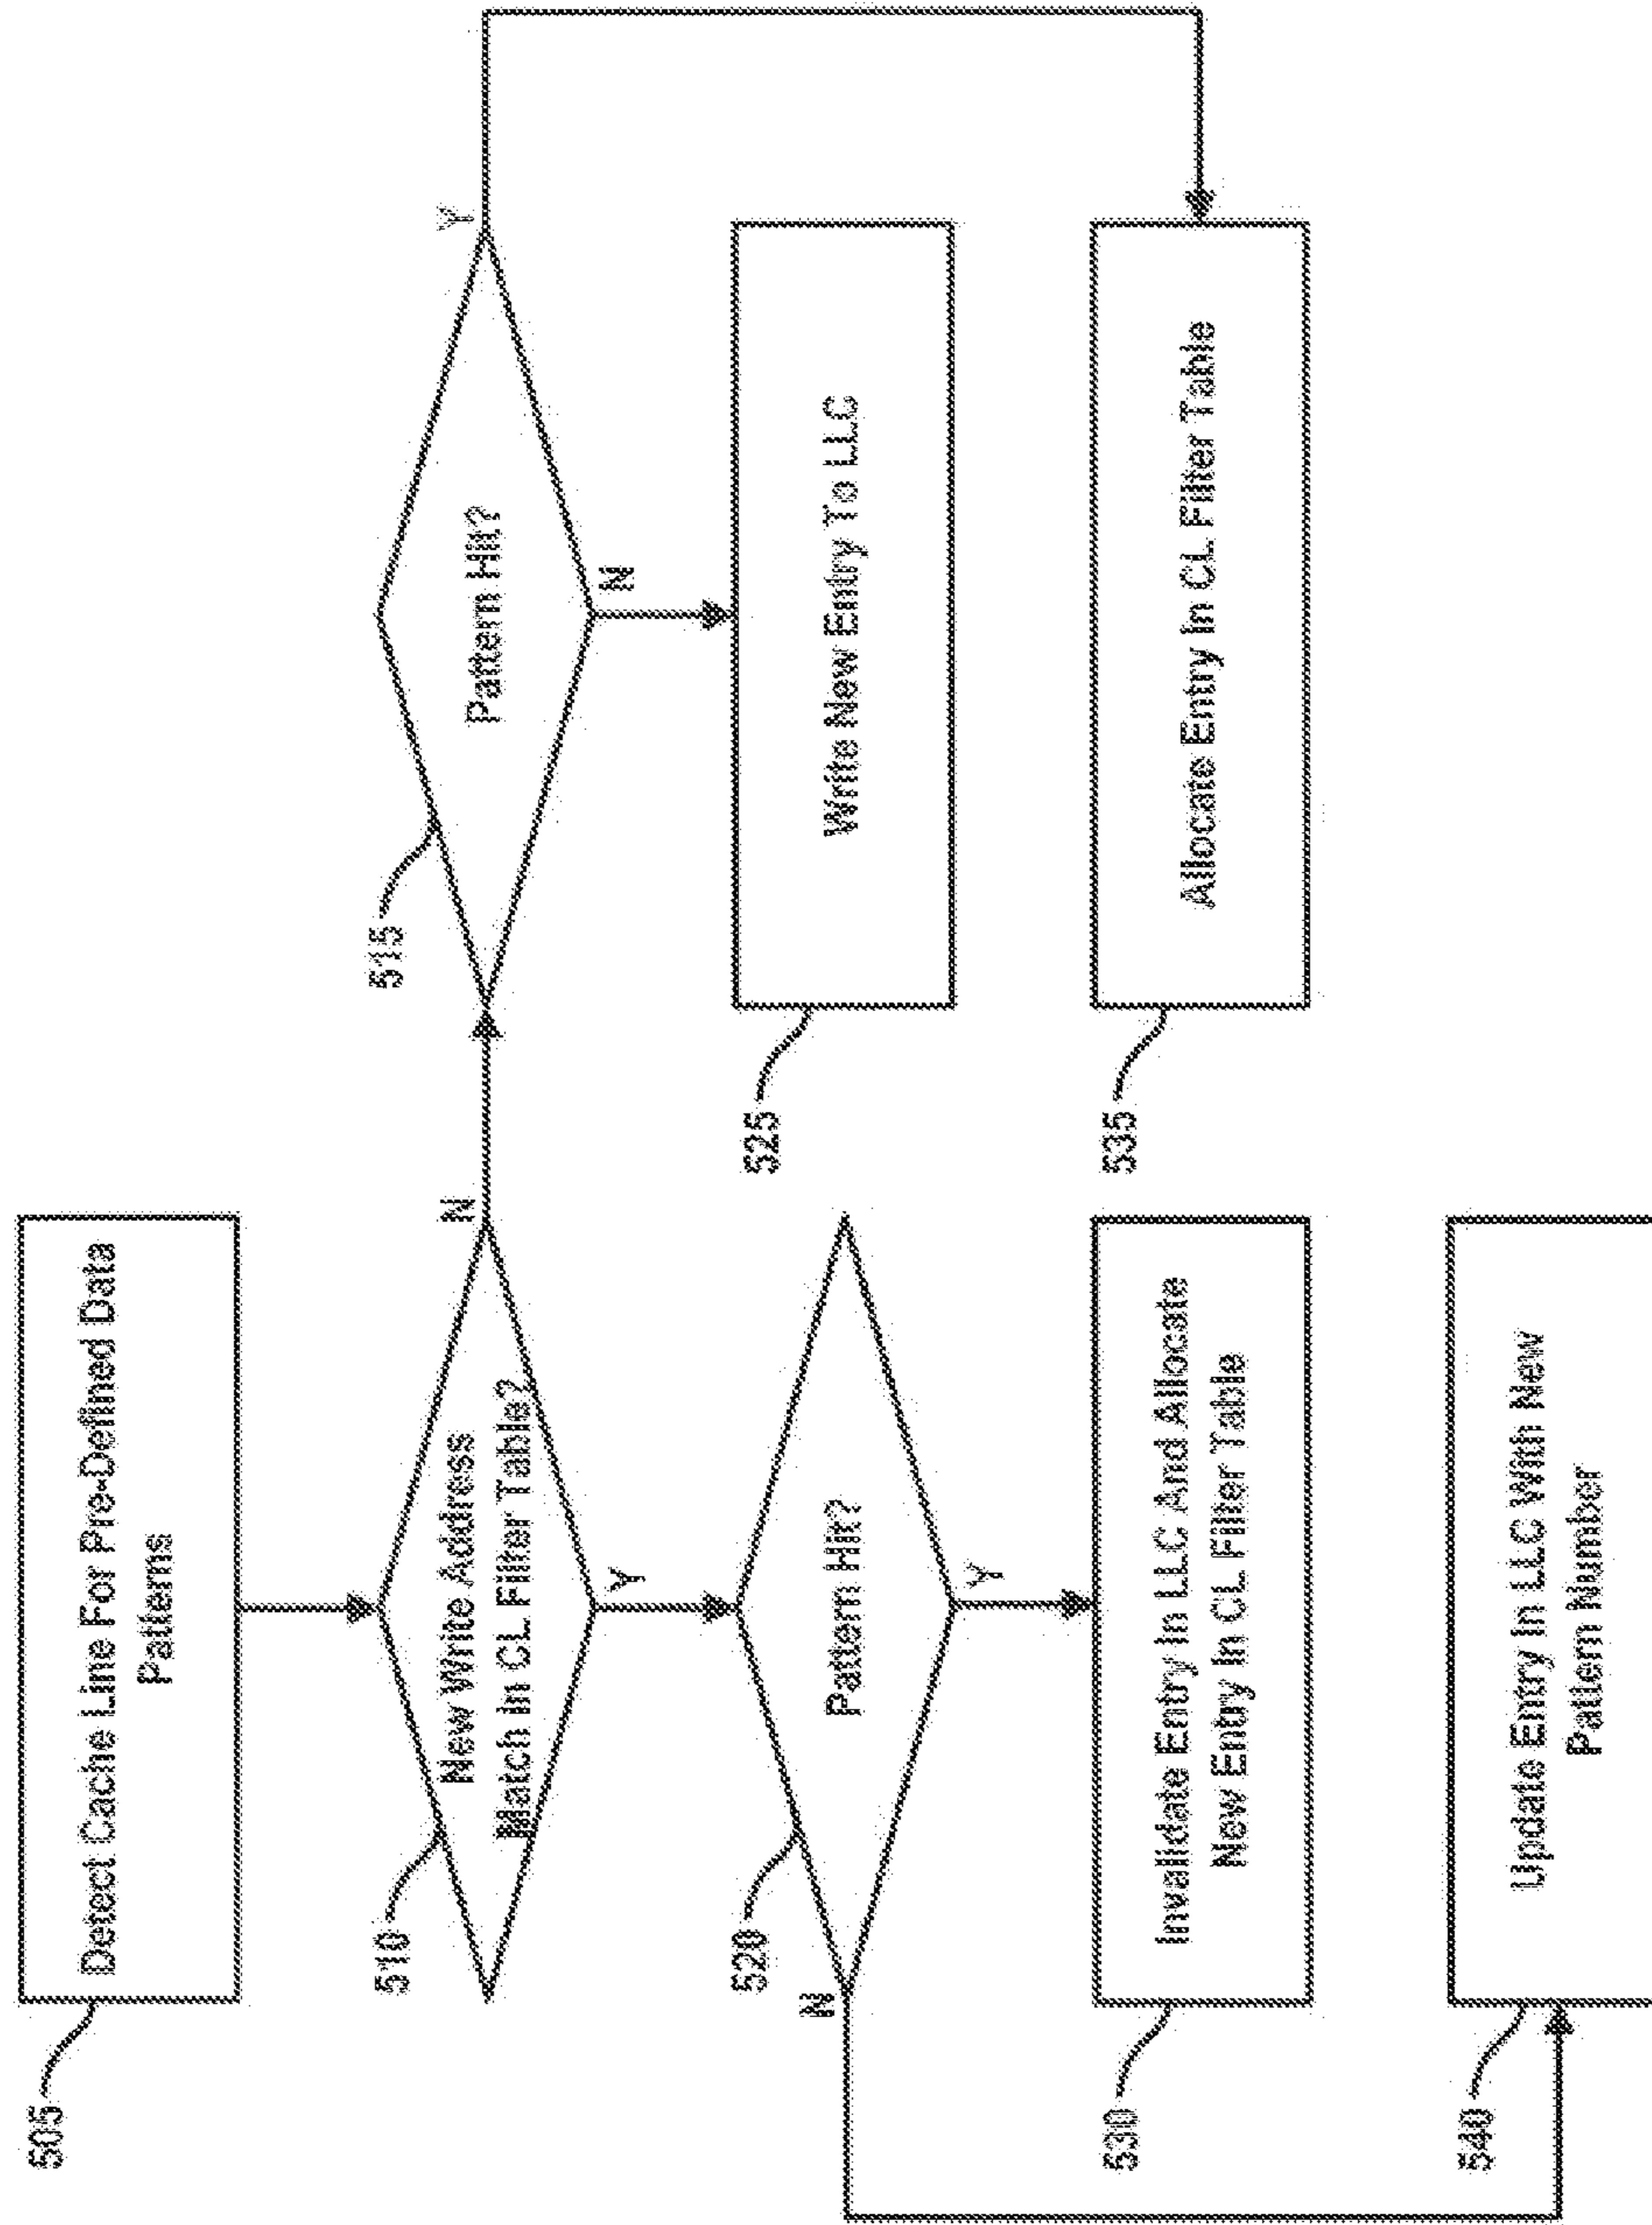 505
Detect Cache Line For Pre-Defined Data
Patterns
510
New Write Address
Match In CL Filter Table?
N
Y
515
Pattern Hit?
Y
N
520
Pattern Hit?
N
Y
525
Write New Entry To LLC
530
Invalidate Entry In LLC And Allocate
New Entry In CL Filter Table
535
Allocate Entry In CL Filter Table
540
Update Entry In LLC With New
Pattern Number